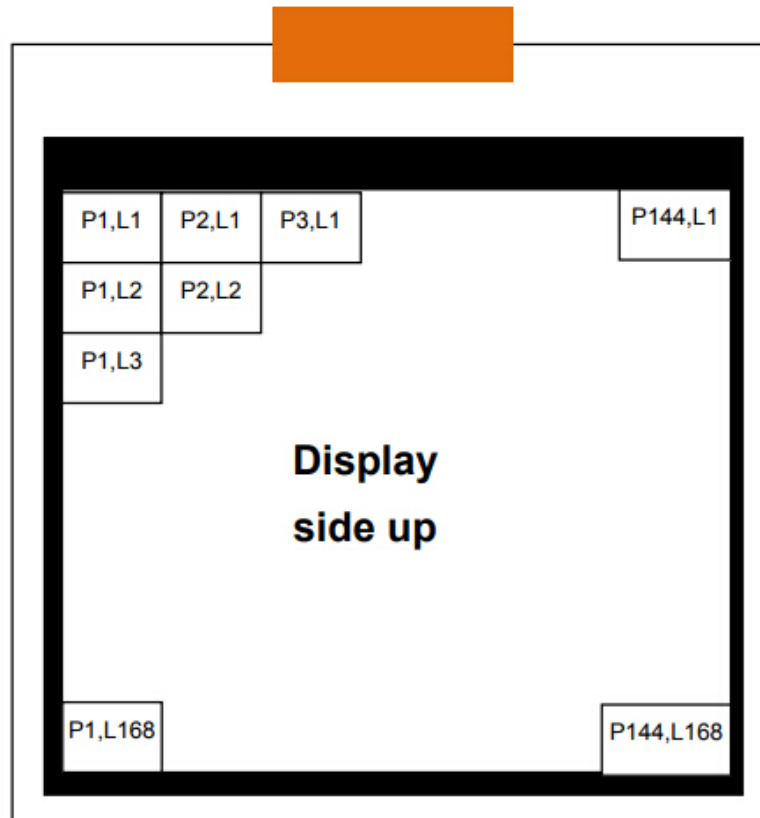 P1,L1 P2,L1 P3,L1 P144,L1
P1,L2 P2,L2
P1,L3
Display
side up
P1,L168 P144,L168